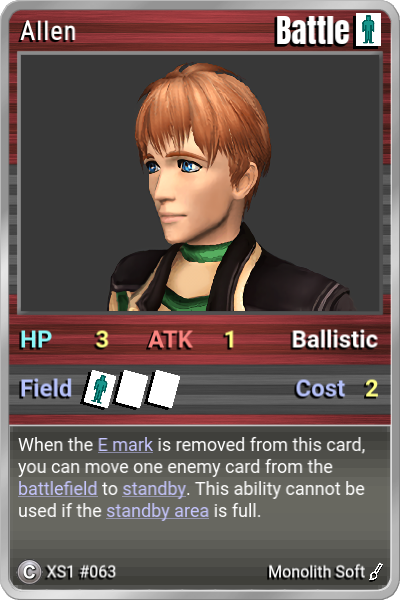 Allen Battle
HP 3 ATK 1 Ballistic
Field Cost 2
When the E mark is removed from this card,
you can move one enemy card from the
battlefield to standby. This ability cannot be
used if the standby area is full.
C XS1 #063 Monolith Soft